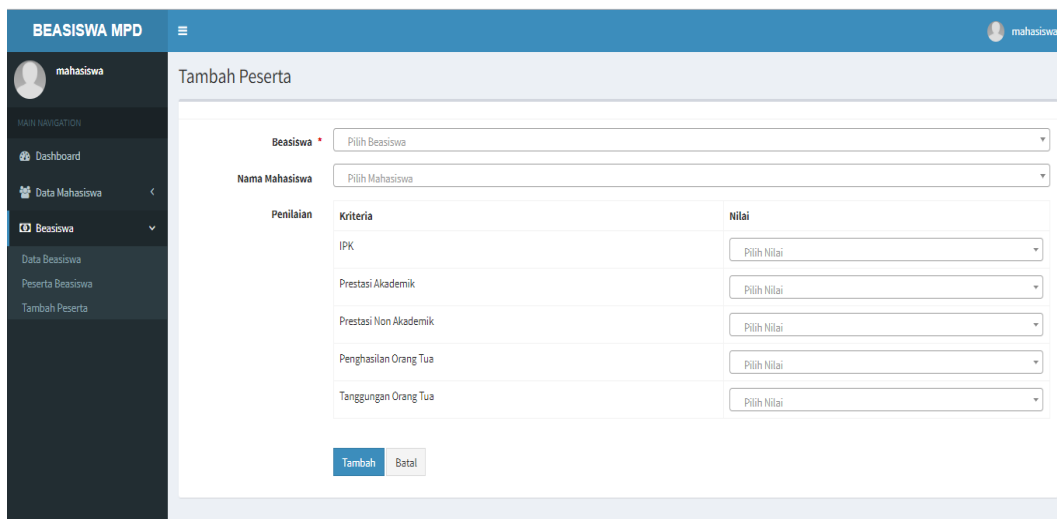 BEASISWA MPD
mahasiswa
mahasiswa
Tambah Peserta
MAIN NAVIGATION
Dashboard
Data Mahasiswa
Beasiswa
Data Beasiswa
Peserta Beasiswa
Tambah Peserta
Beasiswa * Pilih Beasiswa
Nama Mahasiswa Pilih Mahasiswa
Penilaian Kriteria Nilai
IPK Pilih Nilai
Prestasi Akademik Pilih Nilai
Prestasi Non Akademik Pilih Nilai
Penghasilan Orang Tua Pilih Nilai
Tanggungan Orang Tua Pilih Nilai
Tambah Batal